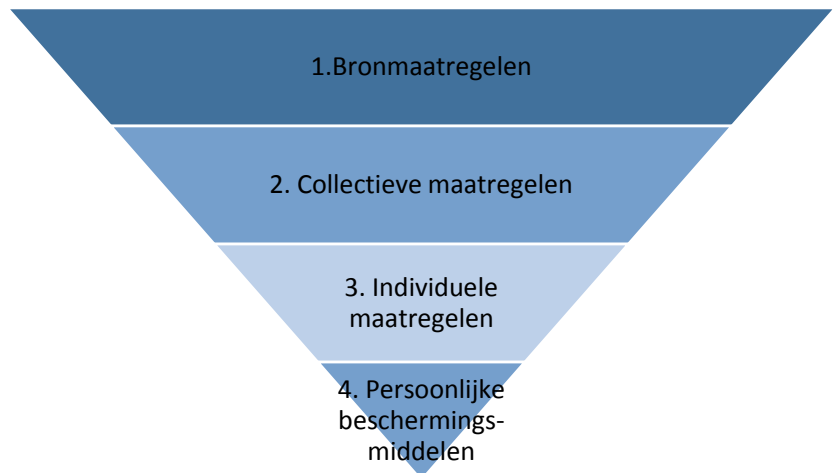 1.Bronmaatregelen
2. Collectieve maatregelen
3. Individuele
maatregelen
4. Persoonlijke
beschermings-
middelen